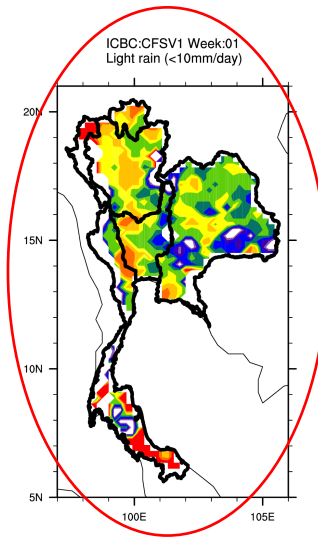 ICBC:CFSV1 Week:01
Light rain (<10mm/day)
20N
15N
10N
5N
100E
105E